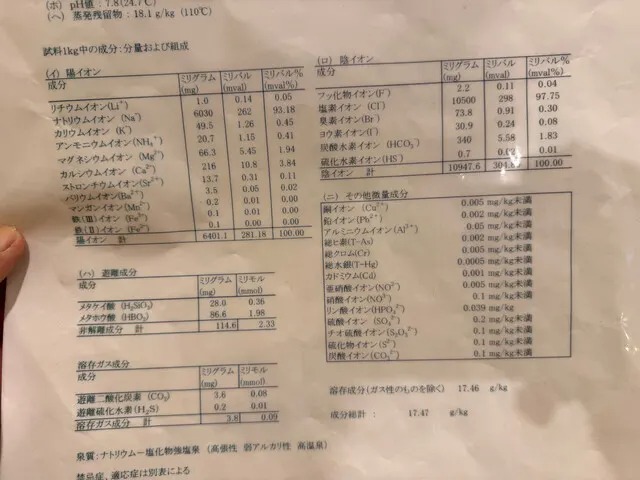 (ホ) pH値：7.8(24.7℃)
(ヘ) 蒸発残留物：18.1 g/kg (110℃)
試料1kg中の成分：分量および組成
(イ) 陽イオン
成分 ミリグラム(mg) ミリバル(mval) ミリバル%(mval%)
リチウムイオン(Li⁺) 1.0 0.14 0.05
ナトリウムイオン(Na⁺) 6030 262 93.18
カリウムイオン(K⁺) 49.5 1.26 0.45
アンモニウムイオン(NH₄⁺) 20.7 1.15 0.41
マグネシウムイオン(Mg²⁺) 66.3 5.45 1.94
カルシウムイオン(Ca²⁺) 216 10.8 3.84
ストロンチウムイオン(Sr²⁺) 13.7 0.31 0.11
バリウムイオン(Ba²⁺) 3.5 0.05 0.02
マンガンイオン(Mn²⁺) 0.2 0.01 0.00
鉄(Ⅲ)イオン(Fe³⁺) 0.1 0.01 0.00
鉄(Ⅱ)イオン(Fe²⁺) 0.1 0.00 0.00
陽イオン 計 6401.1 281.18 100.00
(ロ) 陰イオン
成分 ミリグラム(mg) ミリバル(mval) ミリバル%(mval%)
フッ化物イオン(F⁻) 2.2 0.11 0.04
塩素イオン(Cl⁻) 10500 298 97.75
臭素イオン(Br⁻) 73.8 0.91 0.30
ヨウ素イオン(I⁻) 30.9 0.24 0.08
炭酸水素イオン(HCO₃⁻) 340 5.58 1.83
硫化水素イオン(HS⁻) 0.7 0.01
陰イオン 計 10947.6 100.00
(ニ) その他微量成分
銅イオン(Cu²⁺) 0.005 mg/kg未満
鉛イオン(Pb²⁺) 0.002 mg/kg未満
アルミニウムイオン(Al³⁺) 0.05 mg/kg未満
総ヒ素(T-As) 0.002 mg/kg未満
総クロム(Cr) 0.005 mg/kg未満
総水銀(T-Hg) 0.0005 mg/kg未満
カドミウム(Cd) 0.001 mg/kg未満
亜硝酸イオン 0.005 mg/kg未満
硝酸イオン 0.1 mg/kg未満
リン酸イオン(HPO₄²⁻) 0.039 mg/kg
硫酸イオン(SO₄²⁻) 0.2 mg/kg未満
チオ硫酸イオン(S₂O₃²⁻) 0.1 mg/kg未満
硫化物イオン(S²⁻) 0.1 mg/kg未満
炭酸イオン(CO₃²⁻) 0.1 mg/kg未満
(ハ) 遊離成分
成分 ミリグラム(mg) ミリモル(mmol)
メタケイ酸(H₂SiO₃) 28.0 0.36
メタホウ酸(HBO₂) 86.6 1.98
非解離成分 計 114.6 2.33
溶存ガス成分
成分 ミリグラム(mg) ミリモル(mmol)
遊離二酸化炭素(CO₂) 3.6 0.08
遊離硫化水素(H₂S) 0.2 0.01
溶存ガス成分 計 3.8 0.09
溶存成分(ガス性のものを除く) 17.46 g/kg
成分総計： 17.47 g/kg
泉質：ナトリウムー塩化物強塩泉 (高張性 弱アルカリ性 高温泉)
禁忌症、適応症は別表による